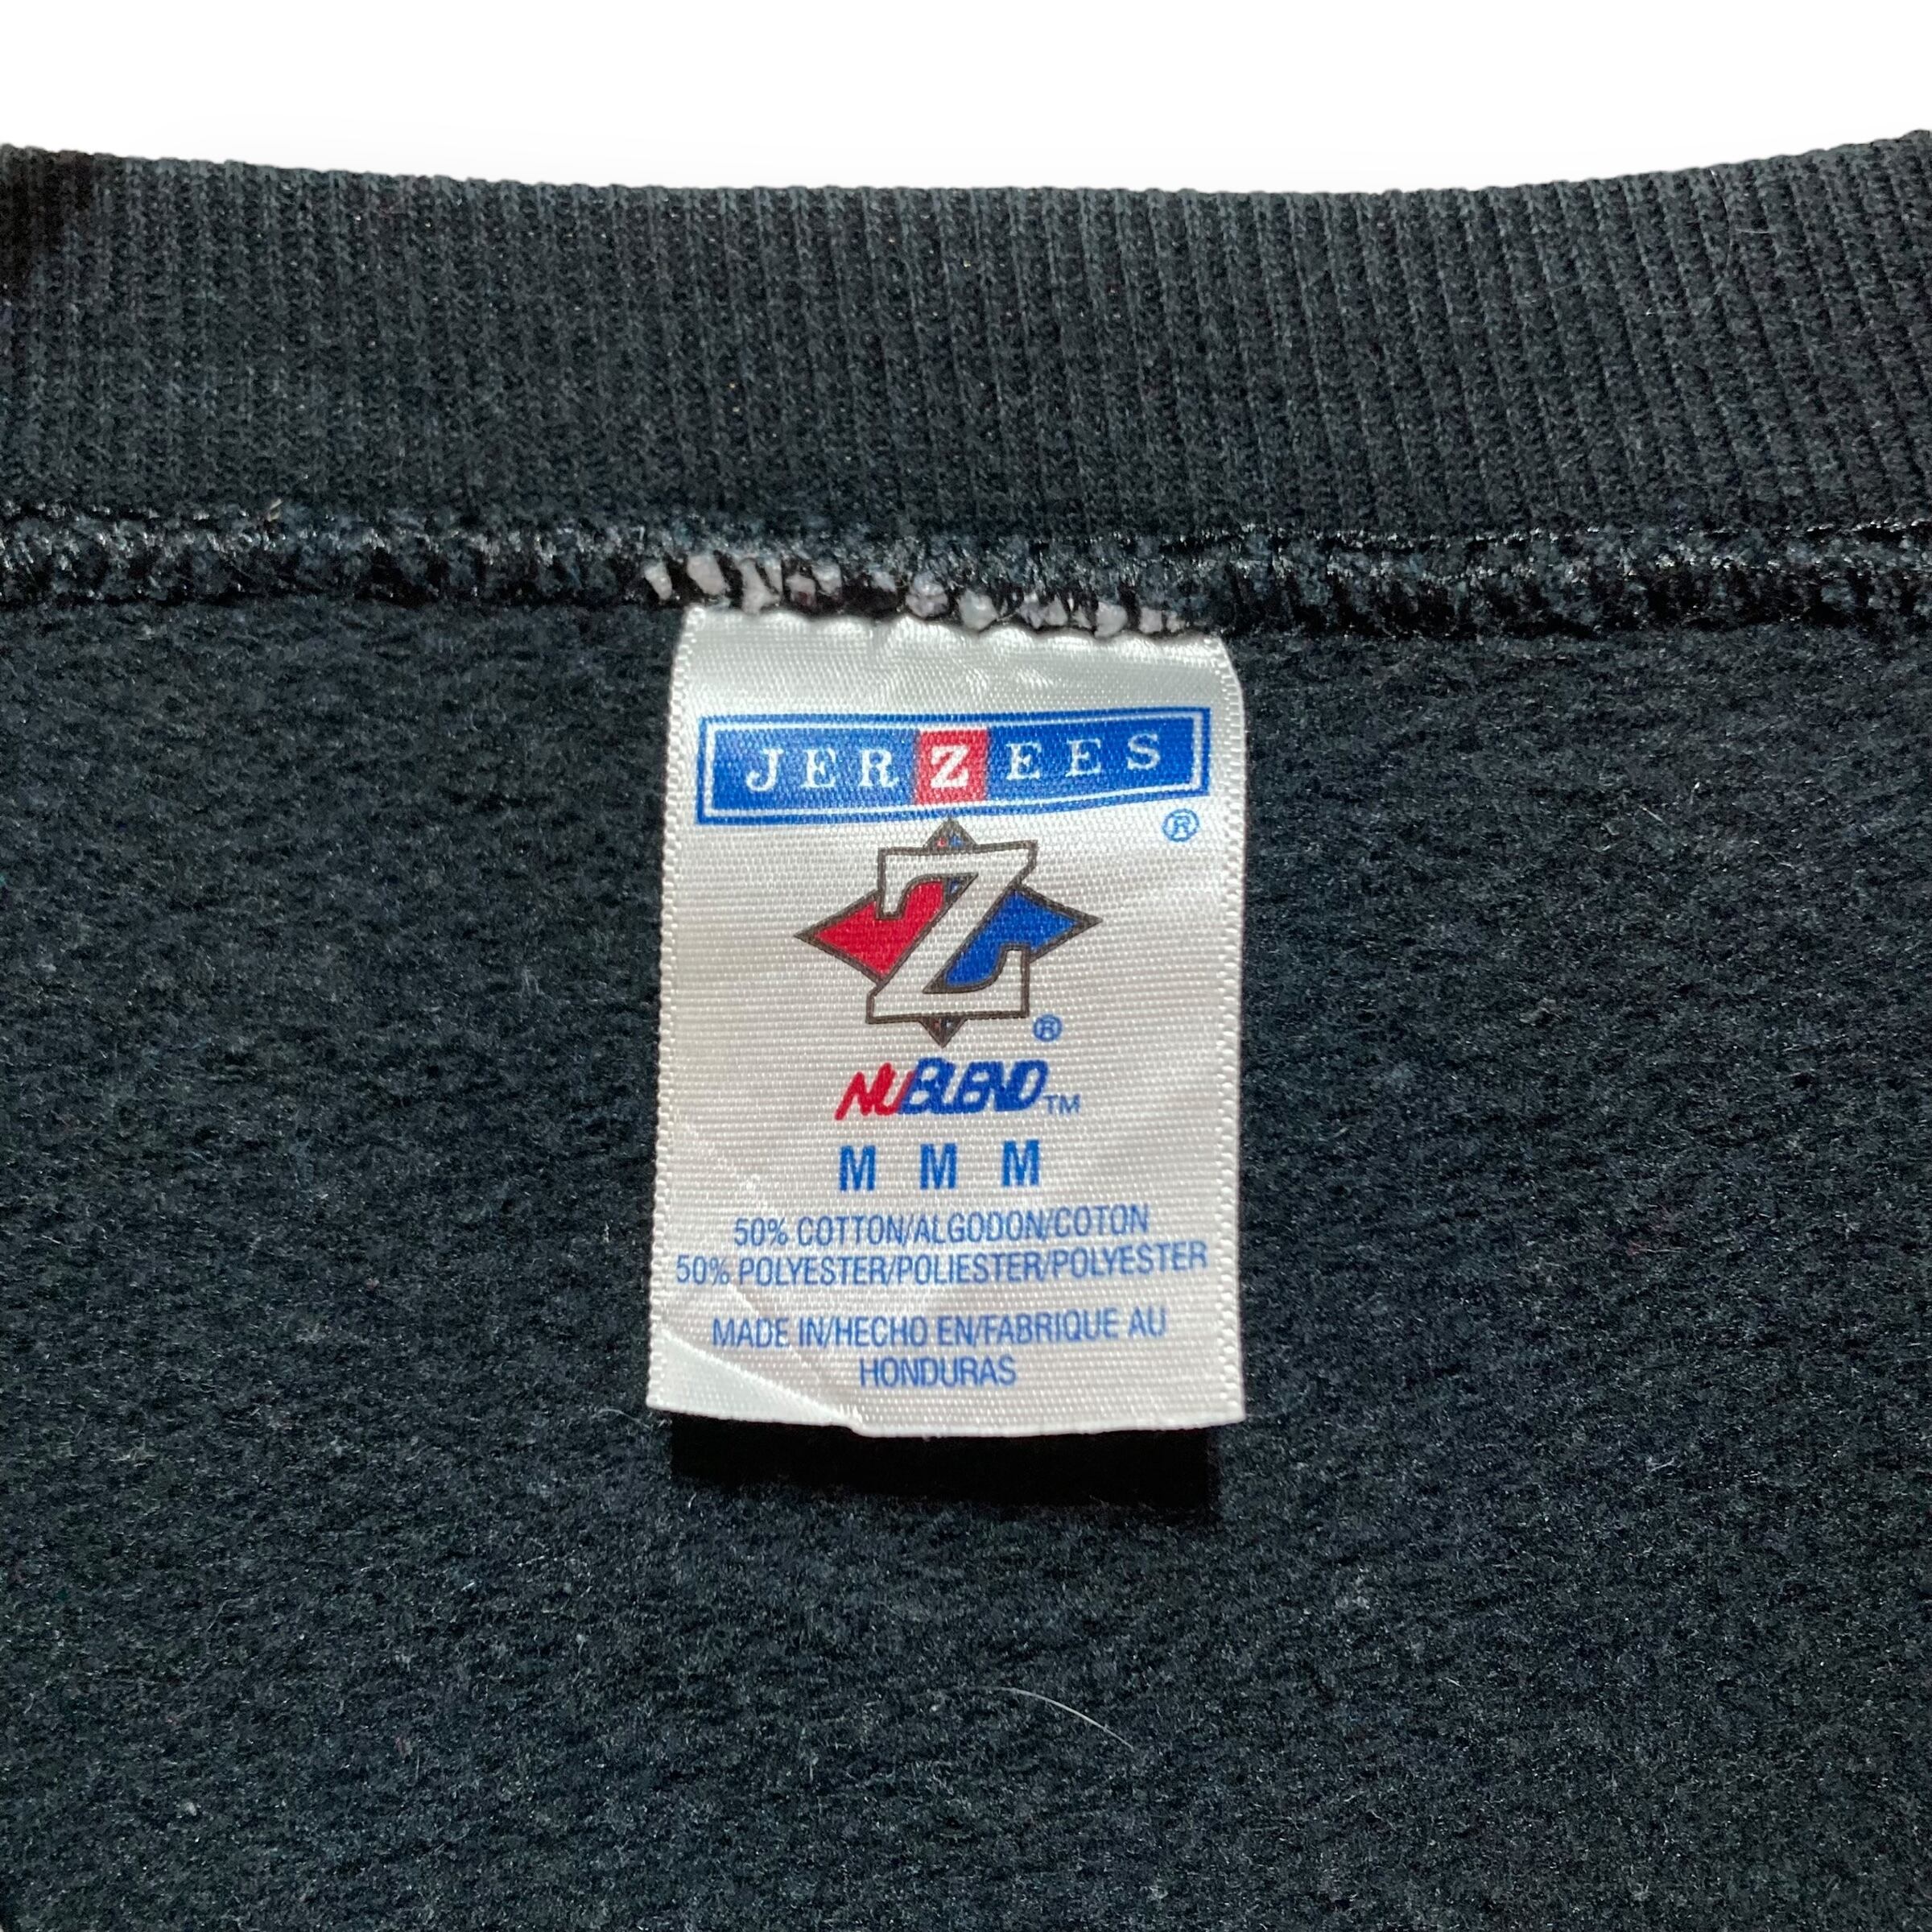 JERZEES
®
Z
®
NUBLEND™
M M M
50% COTTON/ALGODON/COTON
50% POLYESTER/POLIESTER/POLYESTER
MADE IN/HECHO EN/FABRIQUE AU
HONDURAS